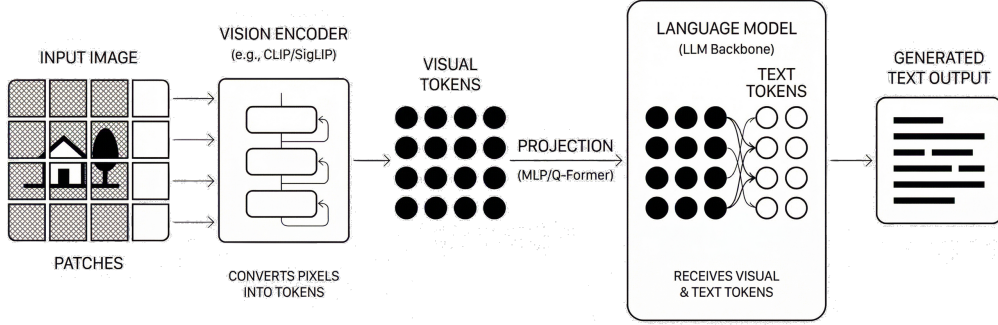 INPUT IMAGE
PATCHES
VISION ENCODER
(e.g., CLIP/SigLIP)
CONVERTS PIXELS
INTO TOKENS
VISUAL
TOKENS
PROJECTION
(MLP/Q-Former)
LANGUAGE MODEL
(LLM Backbone)
TEXT
TOKENS
RECEIVES VISUAL
& TEXT TOKENS
GENERATED
TEXT OUTPUT